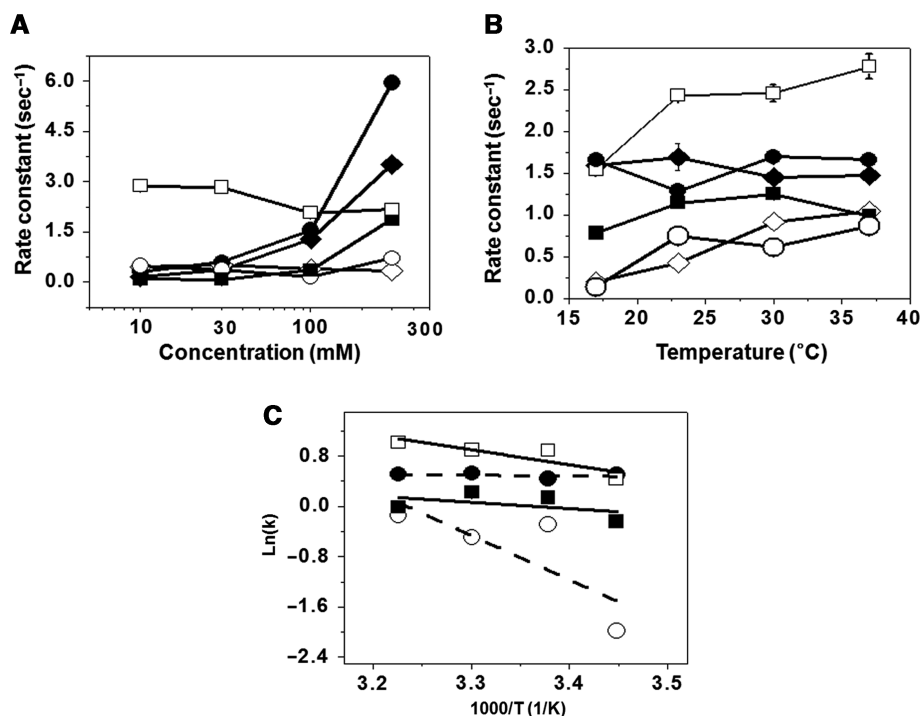 A
Rate constant (sec⁻¹)
6.0
4.5
3.0
1.5
0.0
10 30 100 300
Concentration (mM)
B
Rate constant (sec⁻¹)
3.0
2.5
2.0
1.5
1.0
0.5
0.0
15 20 25 30 35 40
Temperature (°C)
C
Ln(k)
0.8
0.0
−0.8
−1.6
−2.4
3.2 3.3 3.4 3.5
1000/T (1/K)